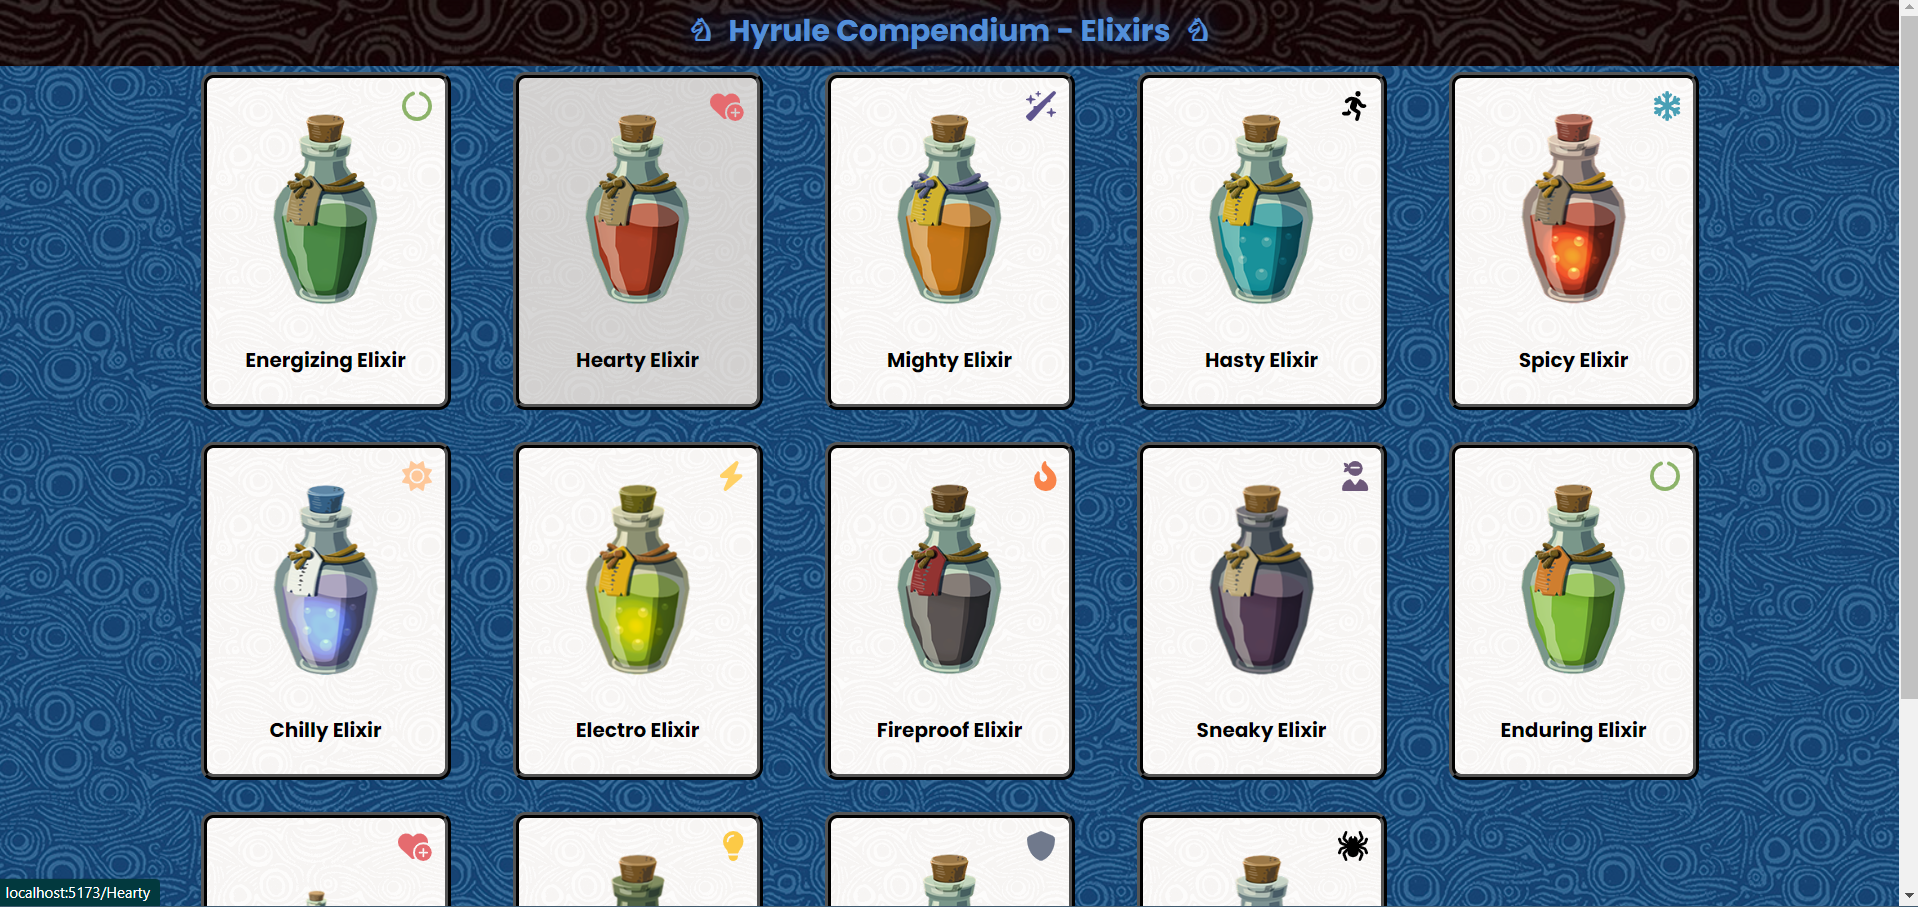 Hyrule Compendium - Elixirs
Energizing Elixir
Hearty Elixir
Mighty Elixir
Hasty Elixir
Spicy Elixir
Chilly Elixir
Electro Elixir
Fireproof Elixir
Sneaky Elixir
Enduring Elixir
localhost:5173/Hearty